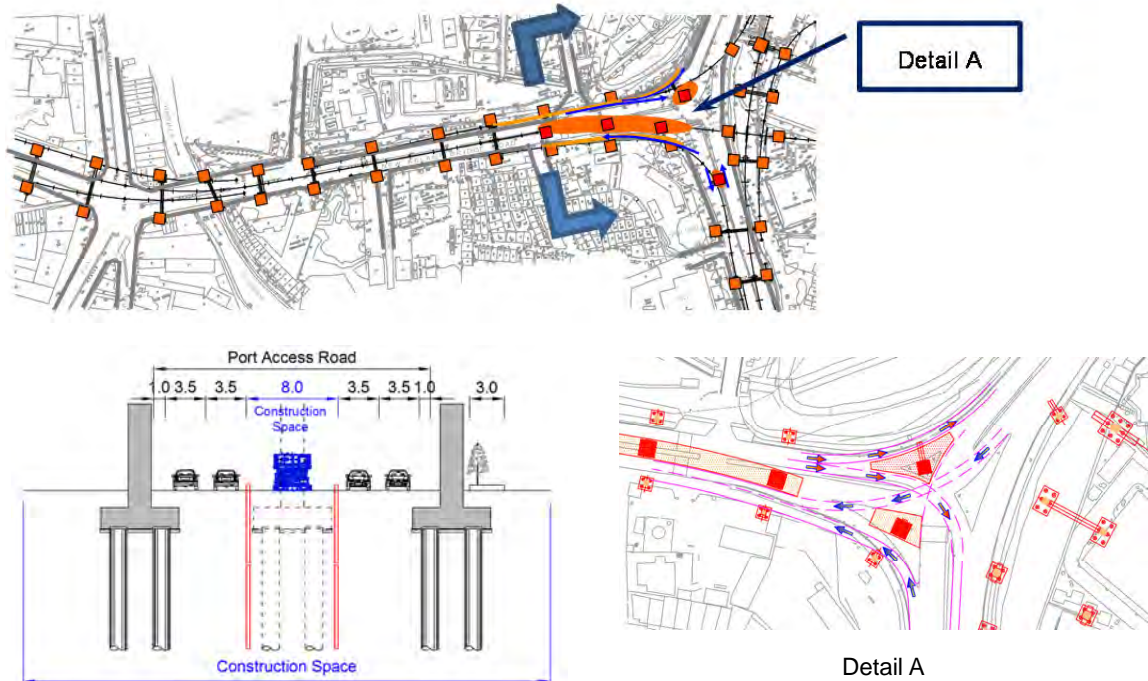 Detail A
Port Access Road
1.0 3.5 3.5 8.0 3.5 3.5 1.0 3.0
Construction
Space
Construction Space
Detail A